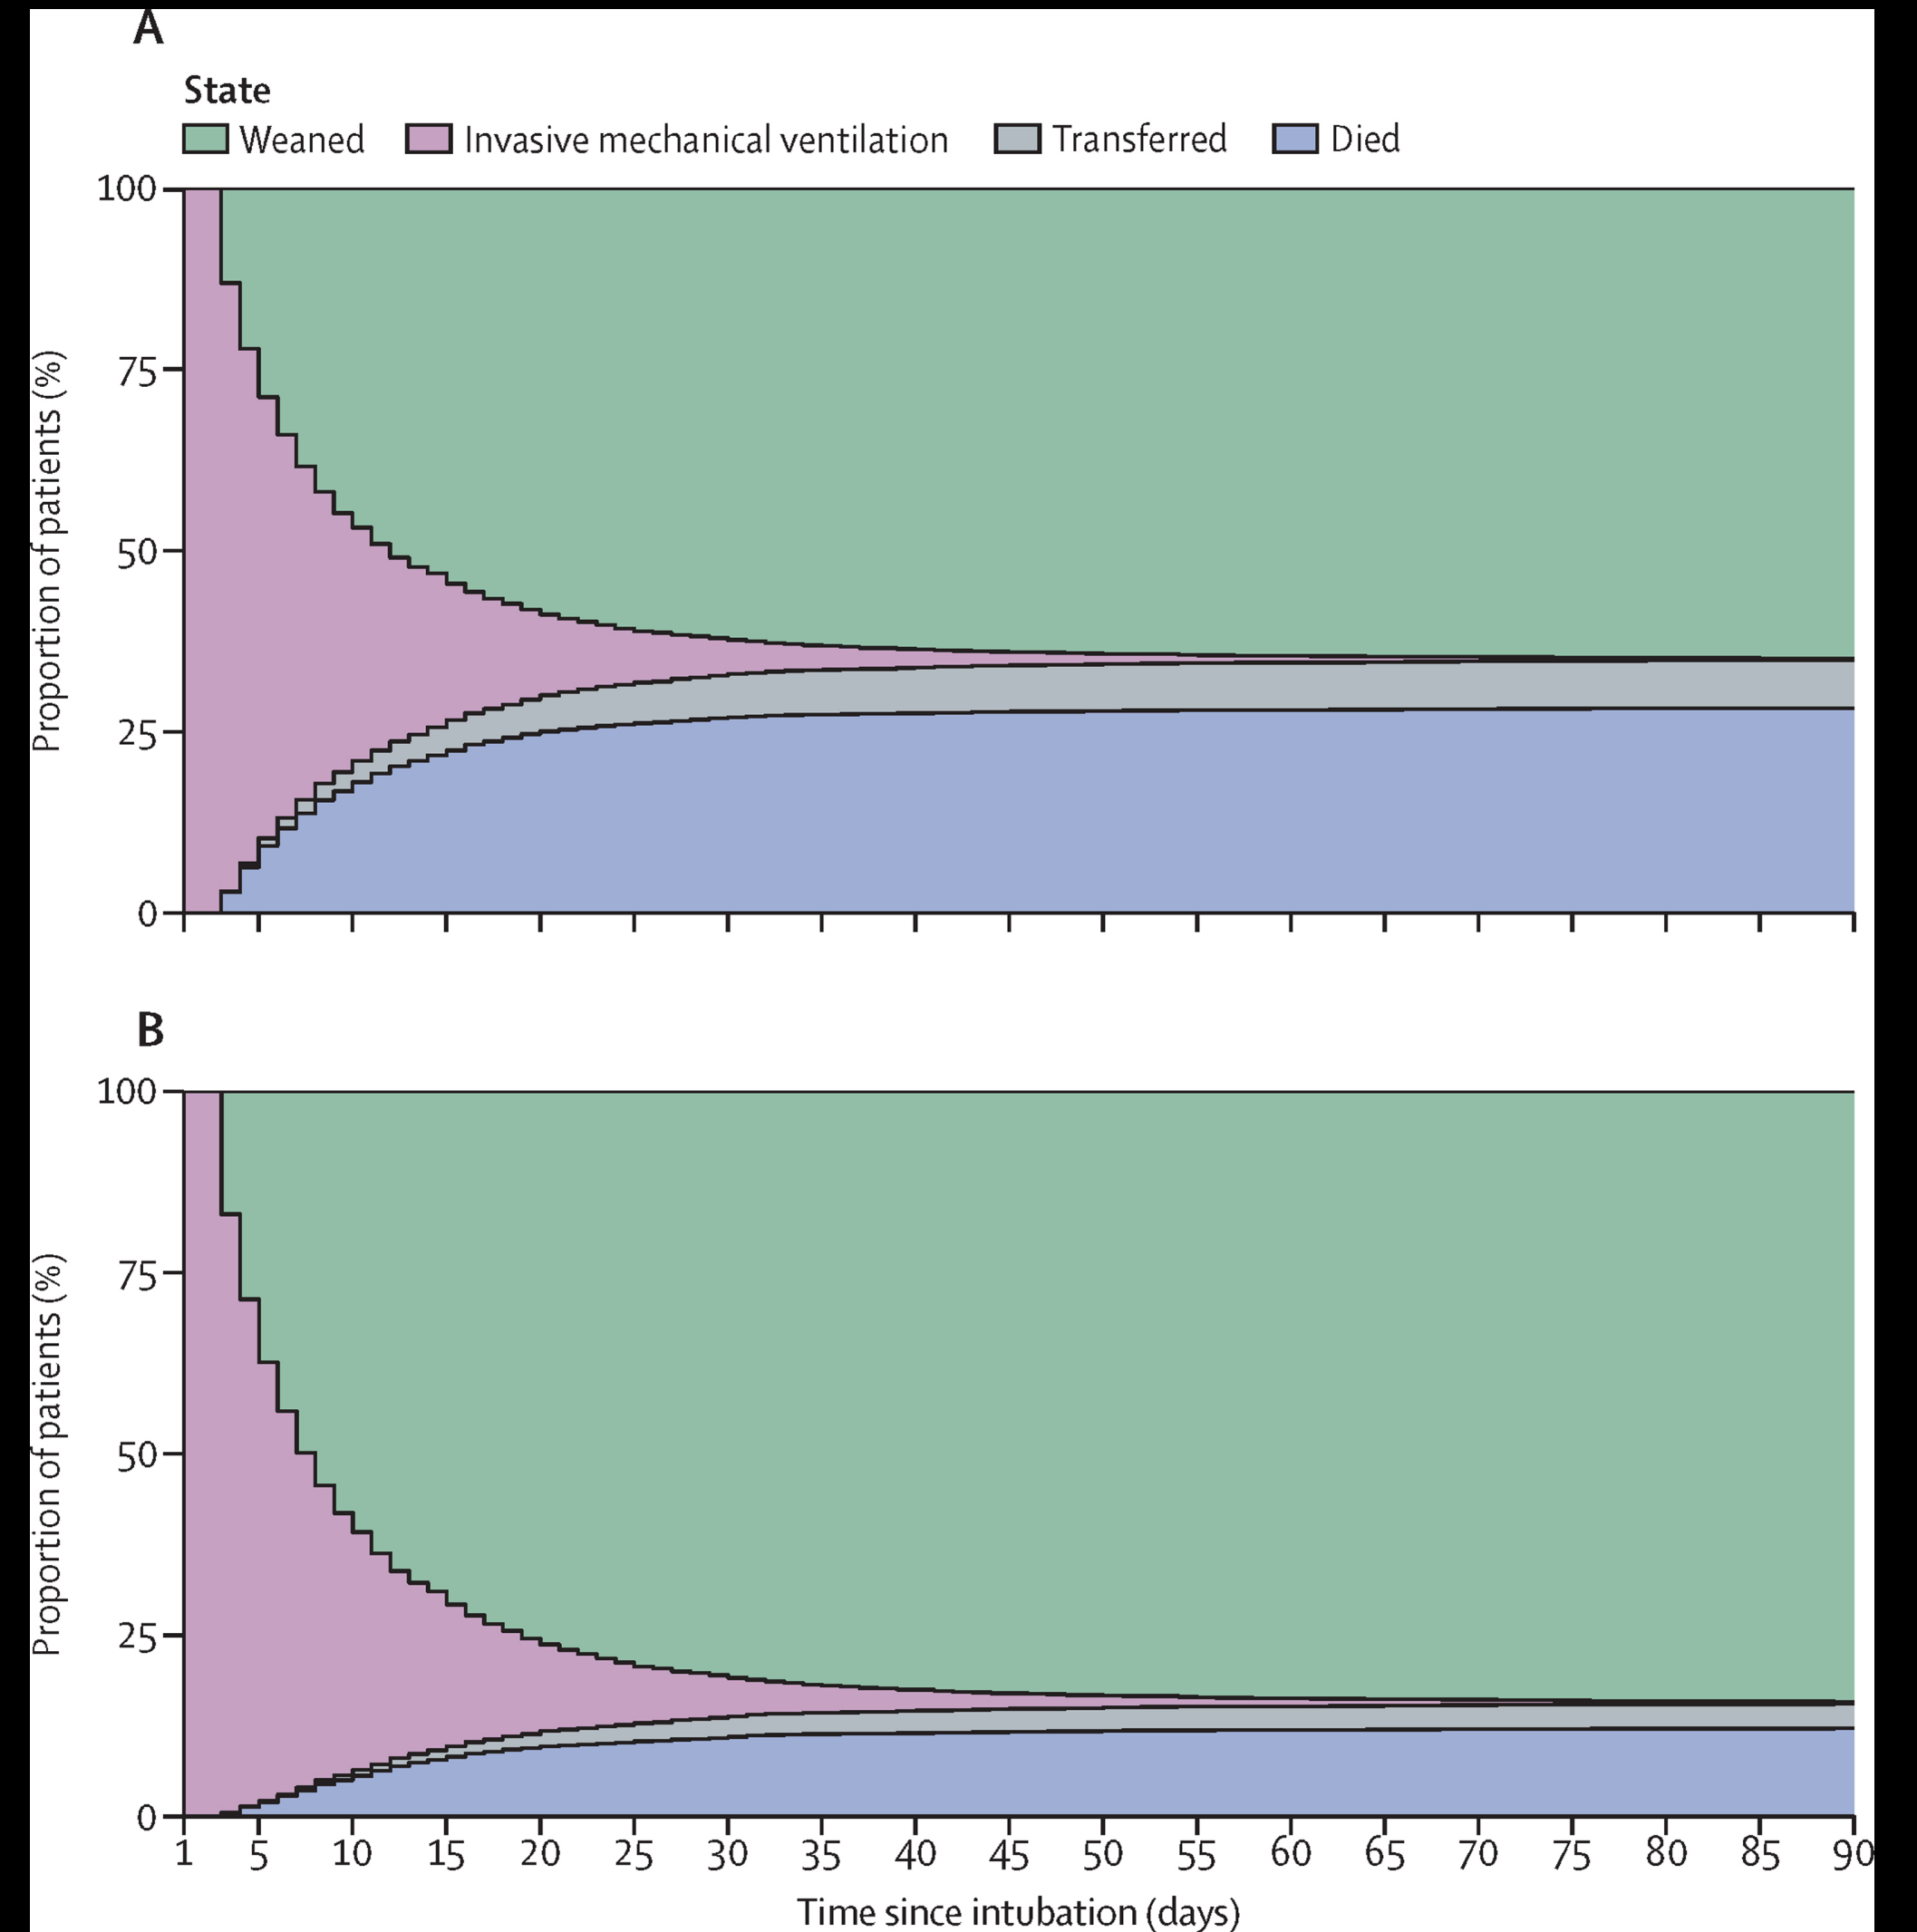 A
State
Weaned Invasive mechanical ventilation Transferred Died
100
75
50
25
0
Proportion of patients (%)
B
100
75
50
25
0
Proportion of patients (%)
1 5 10 15 20 25 30 35 40 45 50 55 60 65 70 75 80 85 90
Time since intubation (days)